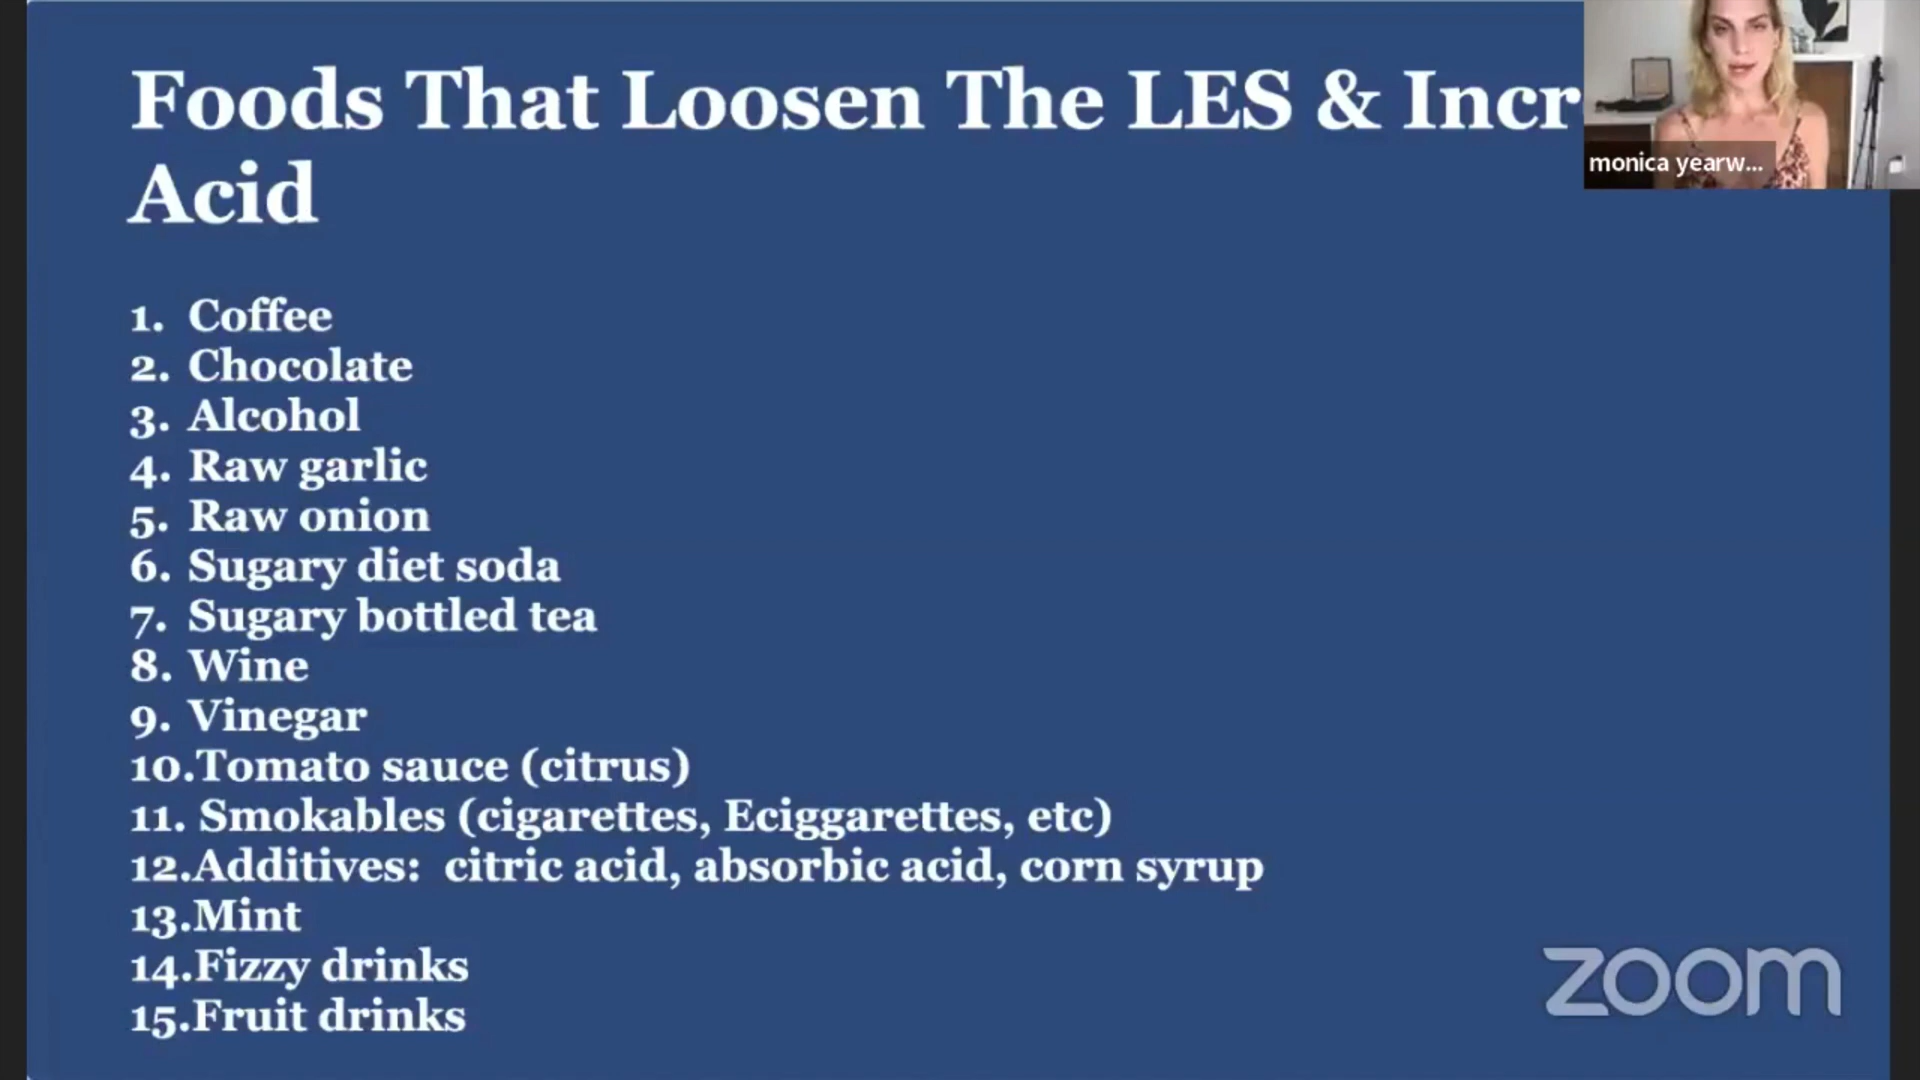 Foods That Loosen The LES & Incr
Acid
monica yearw...
1. Coffee
2. Chocolate
3. Alcohol
4. Raw garlic
5. Raw onion
6. Sugary diet soda
7. Sugary bottled tea
8. Wine
9. Vinegar
10.Tomato sauce (citrus)
11. Smokables (cigarettes, Eciggarettes, etc)
12.Additives: citric acid, absorbic acid, corn syrup
13.Mint
14.Fizzy drinks
15.Fruit drinks
zoom